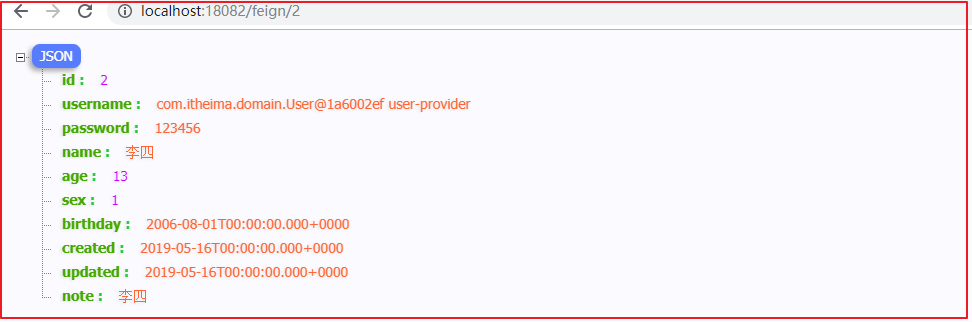 localhost:18082/feign/2
JSON
id : 2
username : com.itheima.domain.User@1a6002ef user-provider
password : 123456
name : 李四
age : 13
sex : 1
birthday : 2006-08-01T00:00:00.000+0000
created : 2019-05-16T00:00:00.000+0000
updated : 2019-05-16T00:00:00.000+0000
note : 李四